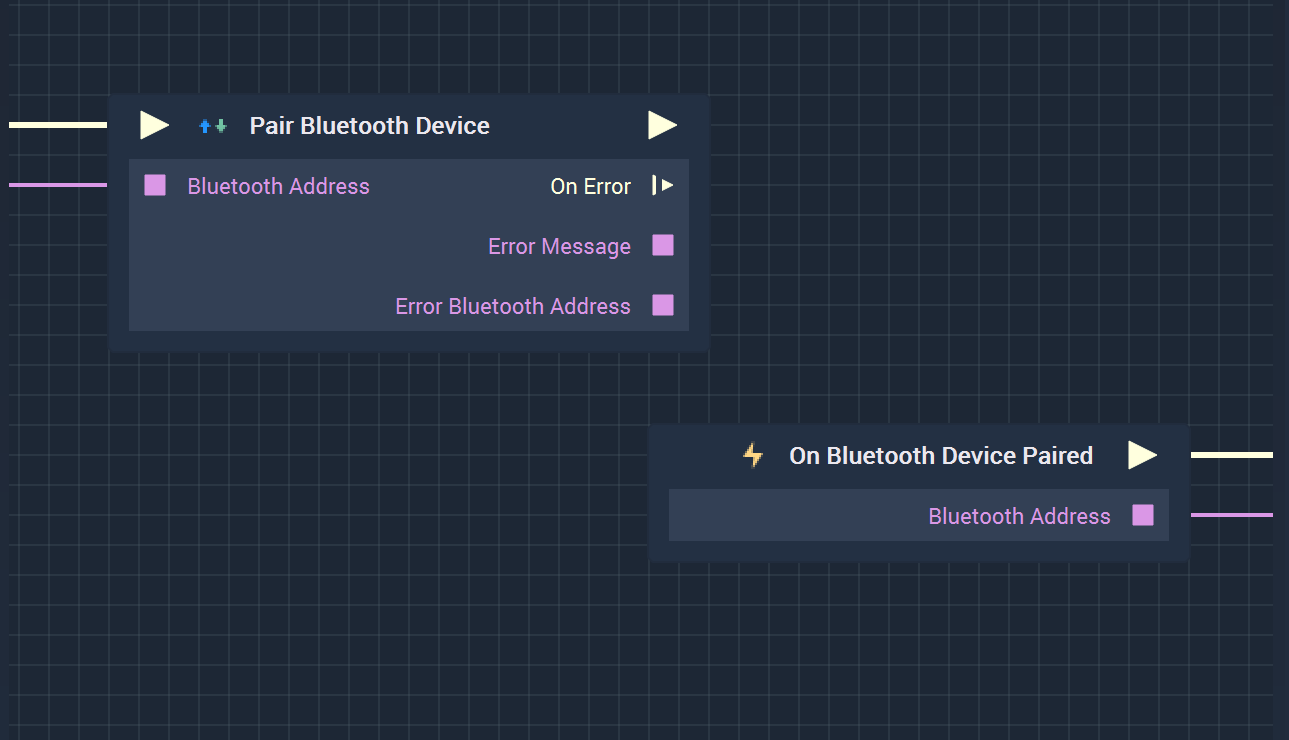 Pair Bluetooth Device
Bluetooth Address On Error
Error Message
Error Bluetooth Address
On Bluetooth Device Paired
Bluetooth Address